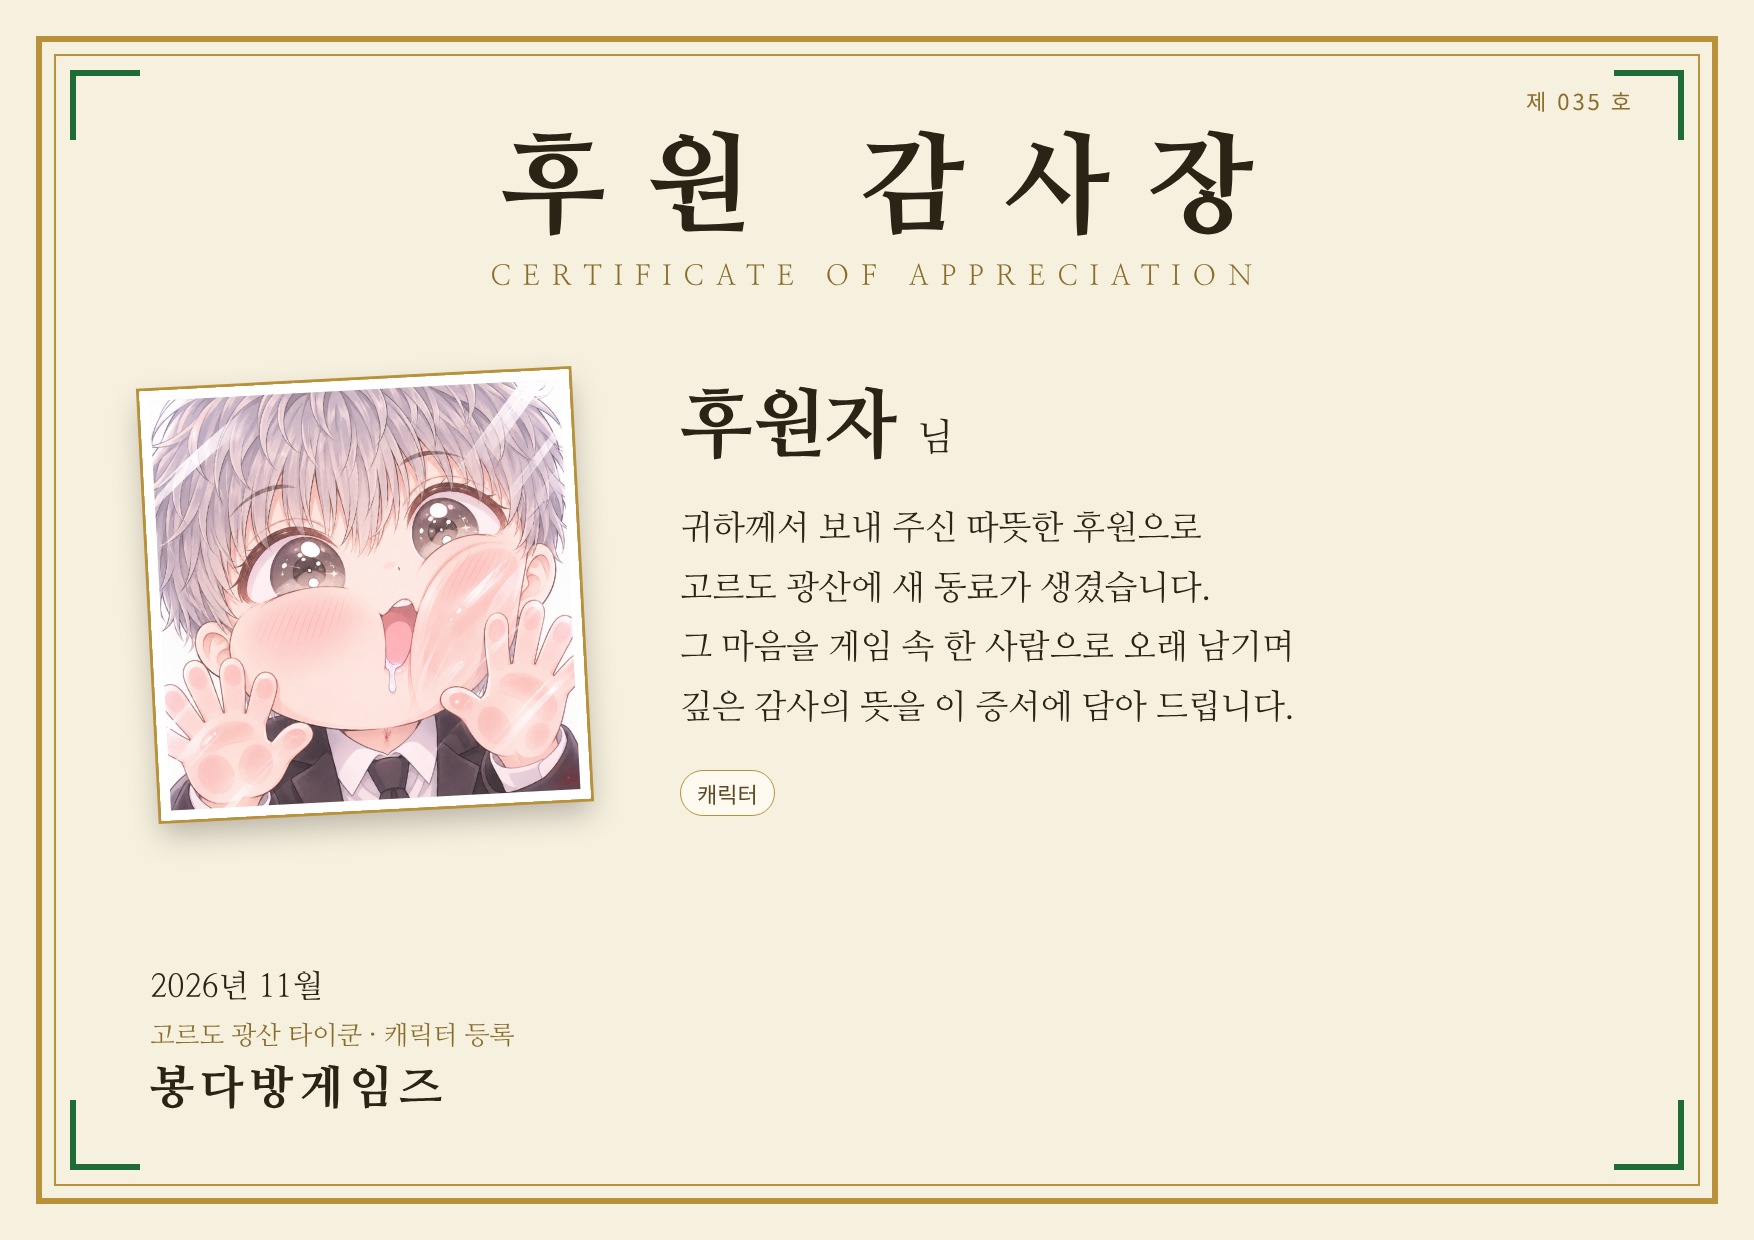 제 035 호
후원 감사장
CERTIFICATE OF APPRECIATION
후원자 님
귀하께서 보내 주신 따뜻한 후원으로
고르도 광산에 새 동료가 생겼습니다.
그 마음을 게임 속 한 사람으로 오래 남기며
깊은 감사의 뜻을 이 증서에 담아 드립니다.
캐릭터
2026년 11월
고르도 광산 타이쿤 · 캐릭터 등록
봉다방게임즈